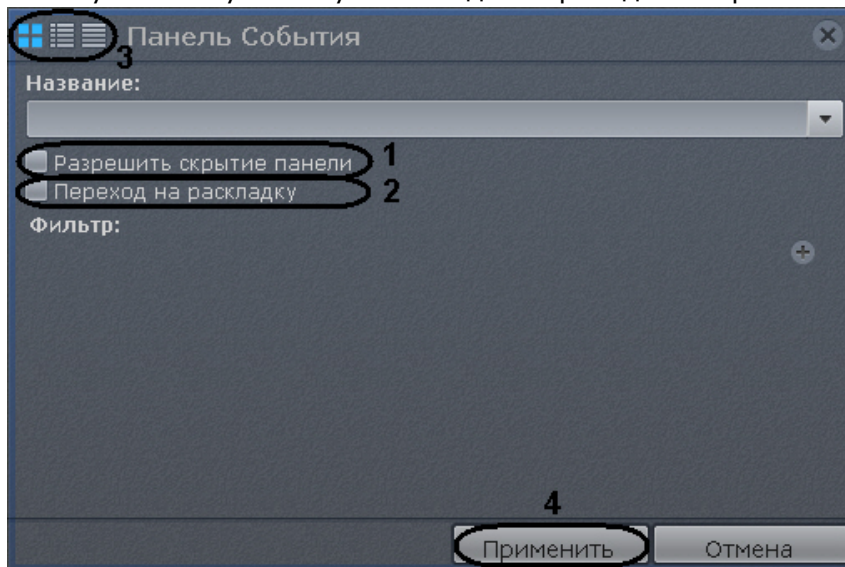 Панель События
3
Название:
Разрешить скрытие панели 1
Переход на раскладку 2
Фильтр:
4
Применить Отмена